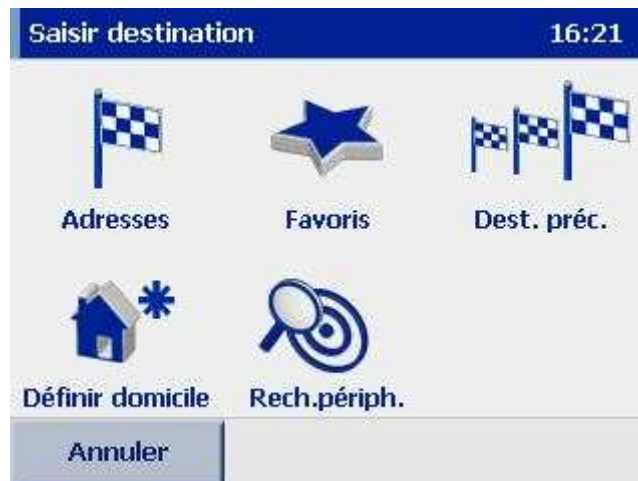 Saisir destination 16:21
Adresses Favoris Dest. préc.
Définir domicile Rech.périph.
Annuler